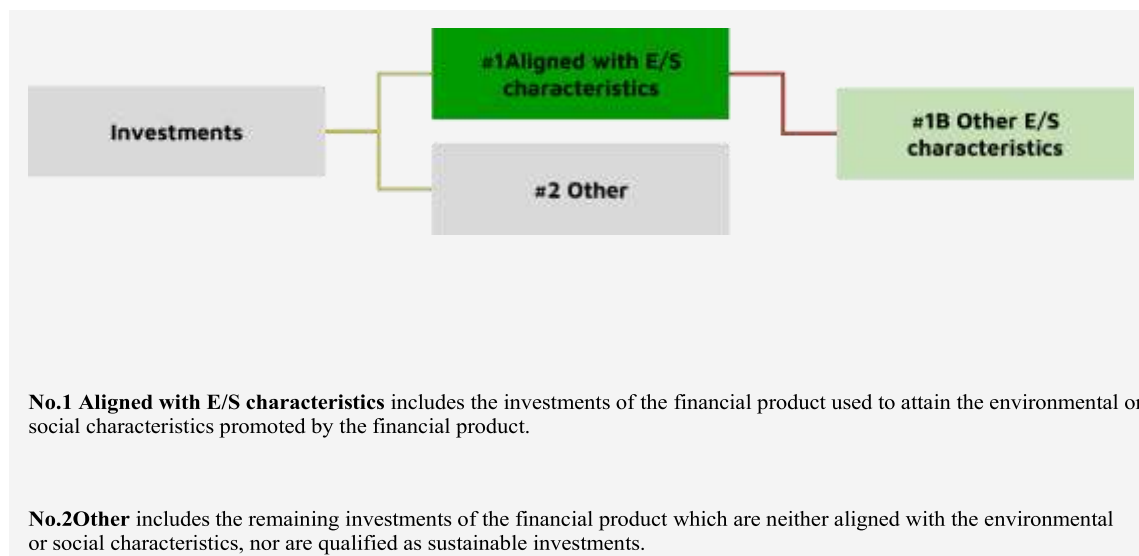 #1Aligned with E/S
characteristics
Investments
#1B Other E/S
characteristics
#2 Other
No.1 Aligned with E/S characteristics includes the investments of the financial product used to attain the environmental or
social characteristics promoted by the financial product.
No.2Other includes the remaining investments of the financial product which are neither aligned with the environmental
or social characteristics, nor are qualified as sustainable investments.